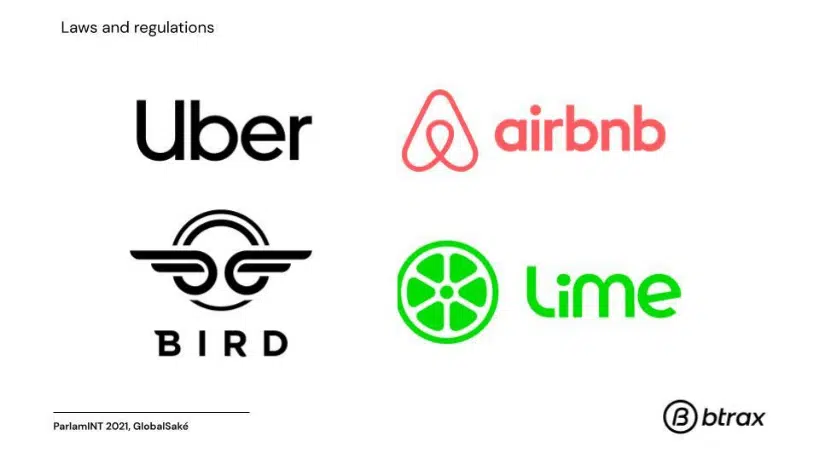 Laws and regulations
Uber
airbnb
BIRD
Lime
ParlamINT 2021, GlobalSaké
btrax